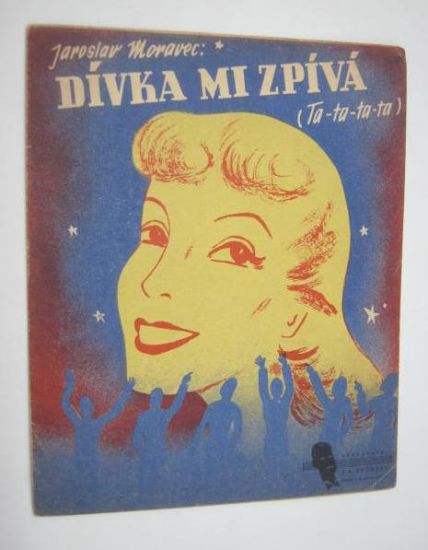 Jaroslav Moravec:
DÍVKA MI ZPÍVÁ
(Ta-ta-ta-ta)